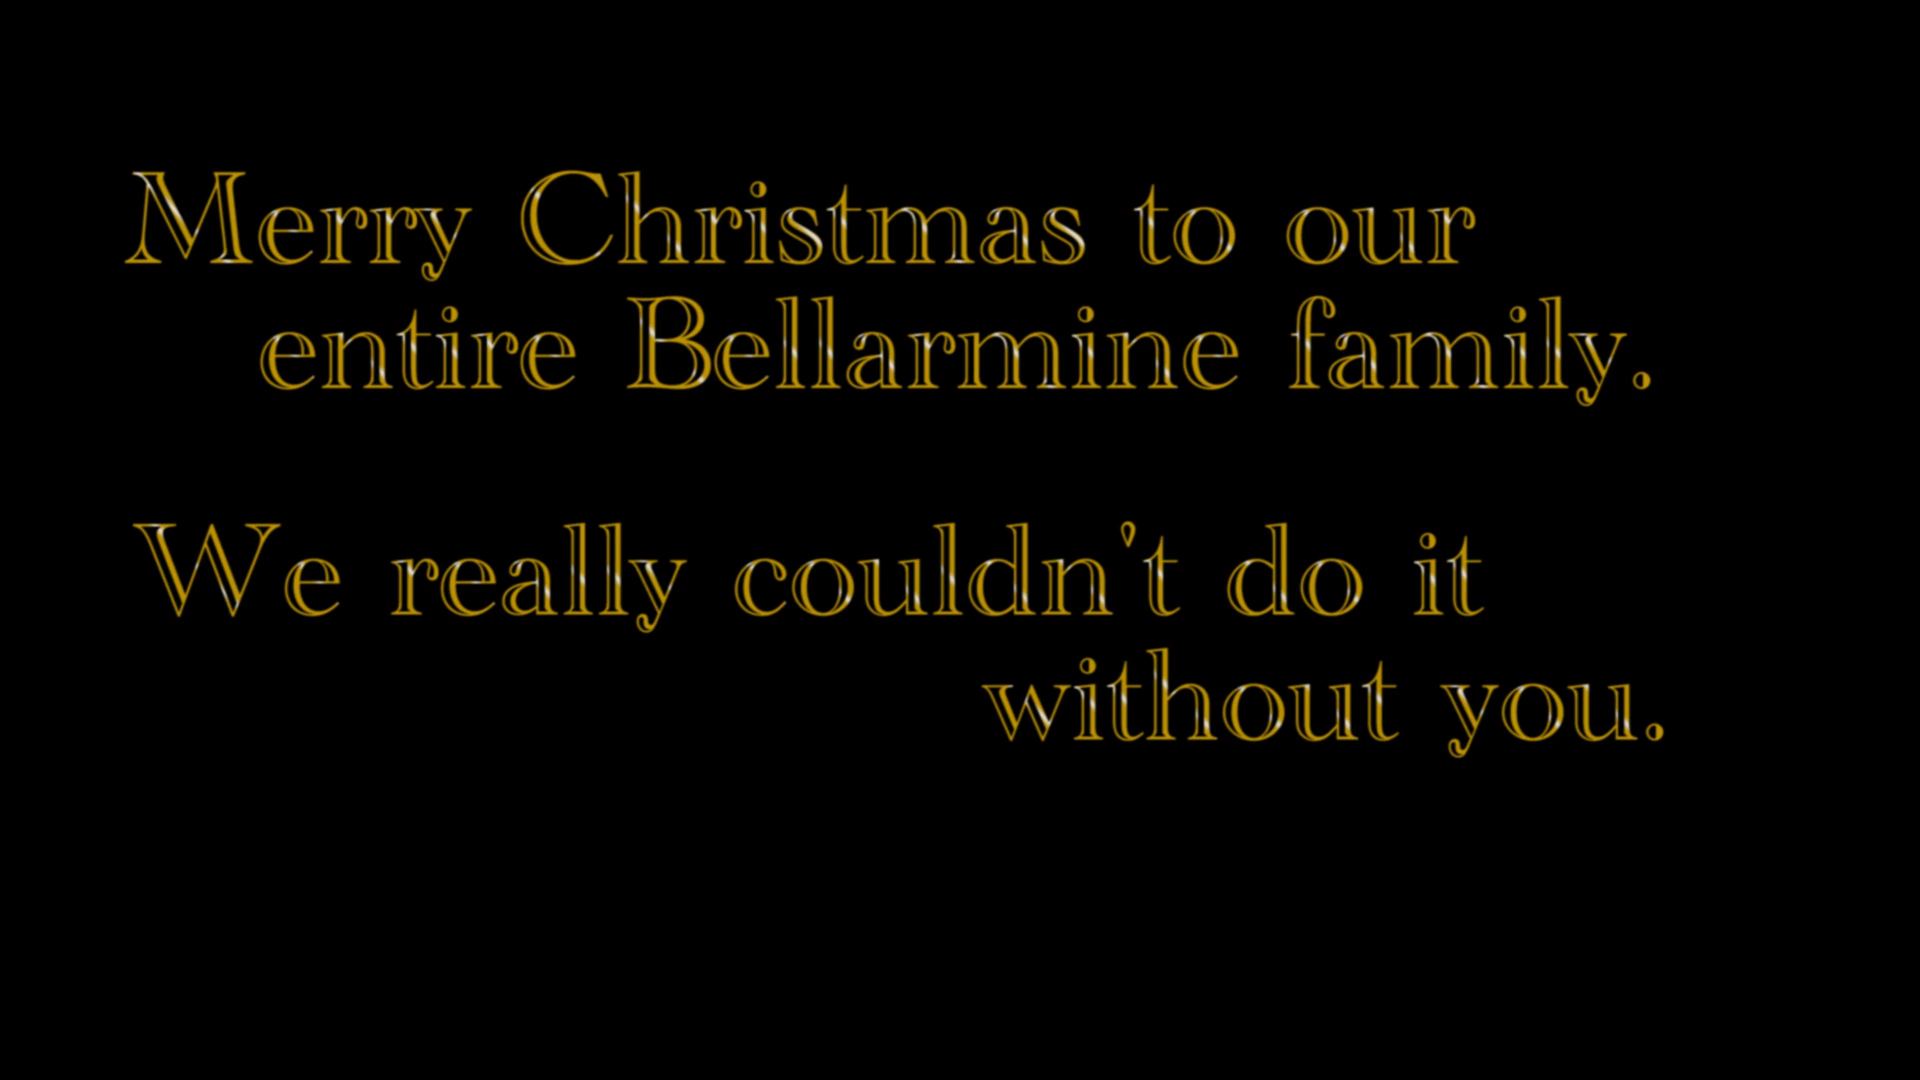 Merry Christmas to our
entire Bellarmine family.
We really couldn't do it
without you.